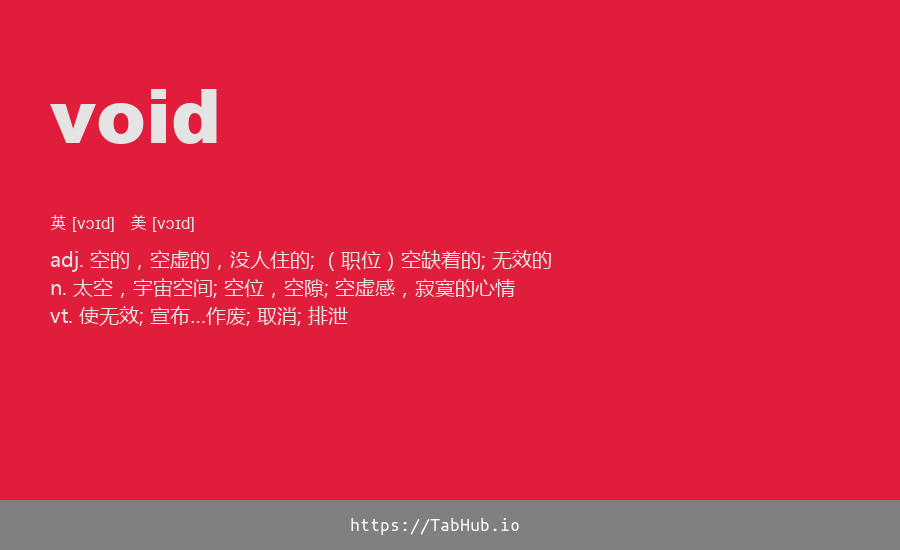 void
英 [vɔɪd] 美 [vɔɪd]
adj. 空的，空虚的，没人住的; （职位）空缺着的; 无效的
n. 太空，宇宙空间; 空位，空隙; 空虚感，寂寞的心情
vt. 使无效; 宣布…作废; 取消; 排泄
https://TabHub.io